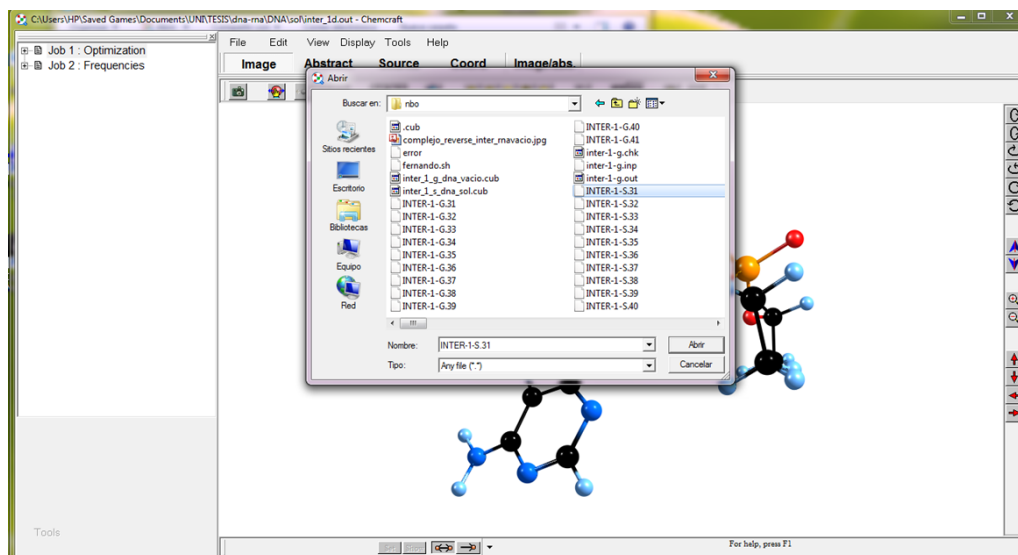 C:\Users\HP\Saved Games\Documents\UNI\TESIS\dna-rna\DNA\sol\inter_1d.out - Chemcraft
Job 1 : Optimization
Job 2 : Frequencies
File Edit View Display Tools Help
Image Abstract Source Coord Image/abs.
Abrir
Buscar en: nbo
Sitios recientes
Escritorio
Bibliotecas
Equipo
Red
.cub
complejo_reverse_inter_rnavacio.jpg
error
fernando.sh
inter_1_g_dna_vacio.cub
inter_1_s_dna_sol.cub
INTER-1-G.31
INTER-1-G.32
INTER-1-G.33
INTER-1-G.34
INTER-1-G.35
INTER-1-G.36
INTER-1-G.37
INTER-1-G.38
INTER-1-G.39
INTER-1-G.40
INTER-1-G.41
inter-1-g.chk
inter-1-g.inp
inter-1-g.out
INTER-1-S.31
INTER-1-S.32
INTER-1-S.33
INTER-1-S.34
INTER-1-S.35
INTER-1-S.36
INTER-1-S.37
INTER-1-S.38
INTER-1-S.39
INTER-1-S.40
Nombre: INTER-1-S.31 Abrir
Tipo: Any file (*.*) Cancelar
Tools
For help, press F1